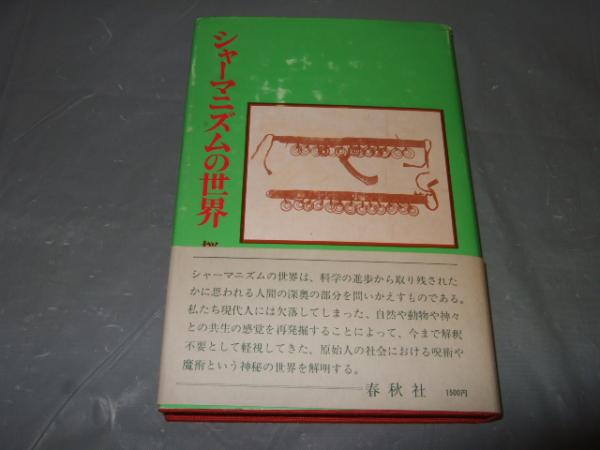 シャーマニズムの世界
桜
シャーマニズムの世界は、科学の進歩から取り残された
かに思われる人間の深奥の部分を問いかえすものである。
私たち現代人には欠落してしまった、自然や動物や神々
との共生の感覚を再発掘することによって、今まで解釈
不要として軽視してきた、原始人の社会における呪術や
魔術という神秘の世界を解明する。
春秋社
1500円